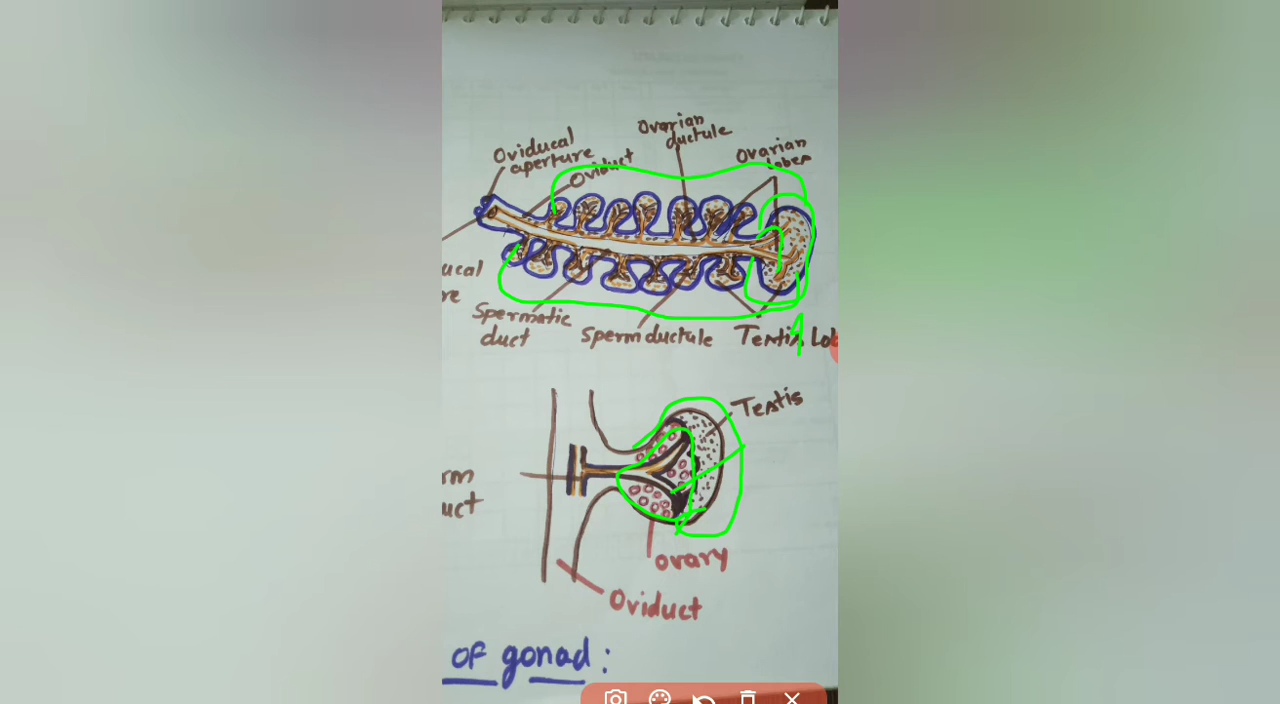 Ovarian
ductule
Oviducal
aperture
Ovarian
lobes
Oviduct
ucal
re
Spermatic
duct
Sperm ductule
Testis Lob
Testis
rm
uct
Ovary
Oviduct
of gonad: